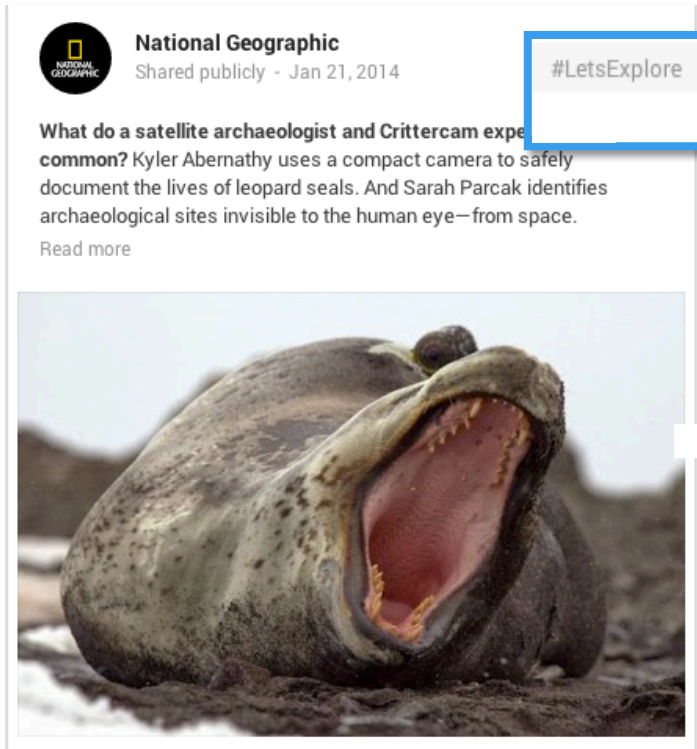 NATIONAL
GEOGRAPHIC
National Geographic
Shared publicly - Jan 21, 2014
#LetsExplore
What do a satellite archaeologist and Crittercam
common? Kyler Abernathy uses a compact camera to safely
document the lives of leopard seals. And Sarah Parcak identifies
archaeological sites invisible to the human eye—from space.
Read more